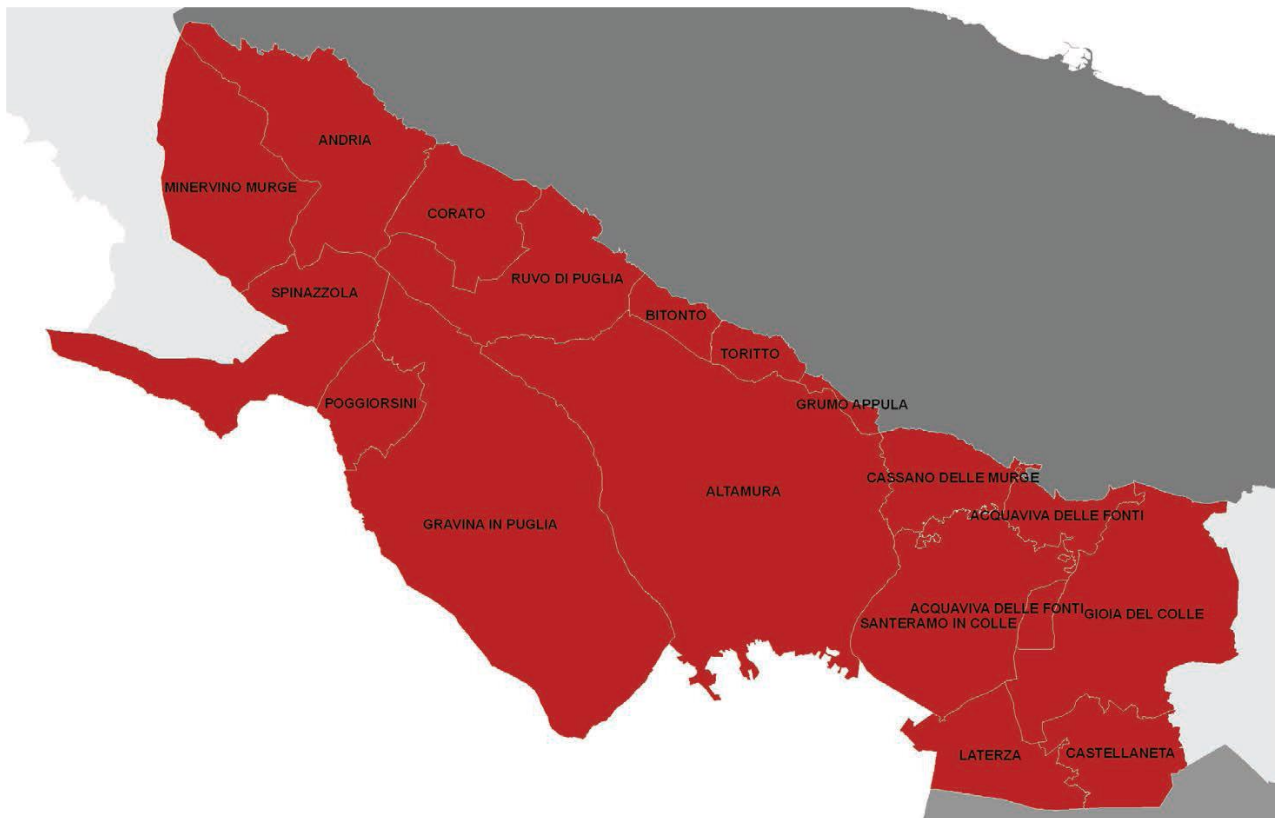 ANDRIA
MINERVINO MURGE
CORATO
RUVO DI PUGLIA
SPINAZZOLA
BITONTO
TORITTO
POGGIORSINI
GRUMO APPULA
CASSANO DELLE MURGE
ALTAMURA
ACQUAVIVA DELLE FONTI
GRAVINA IN PUGLIA
ACQUAVIVA DELLE FONTI
GIOIA DEL COLLE
SANTERAMO IN COLLE
CASTELLANETA
LATERZA